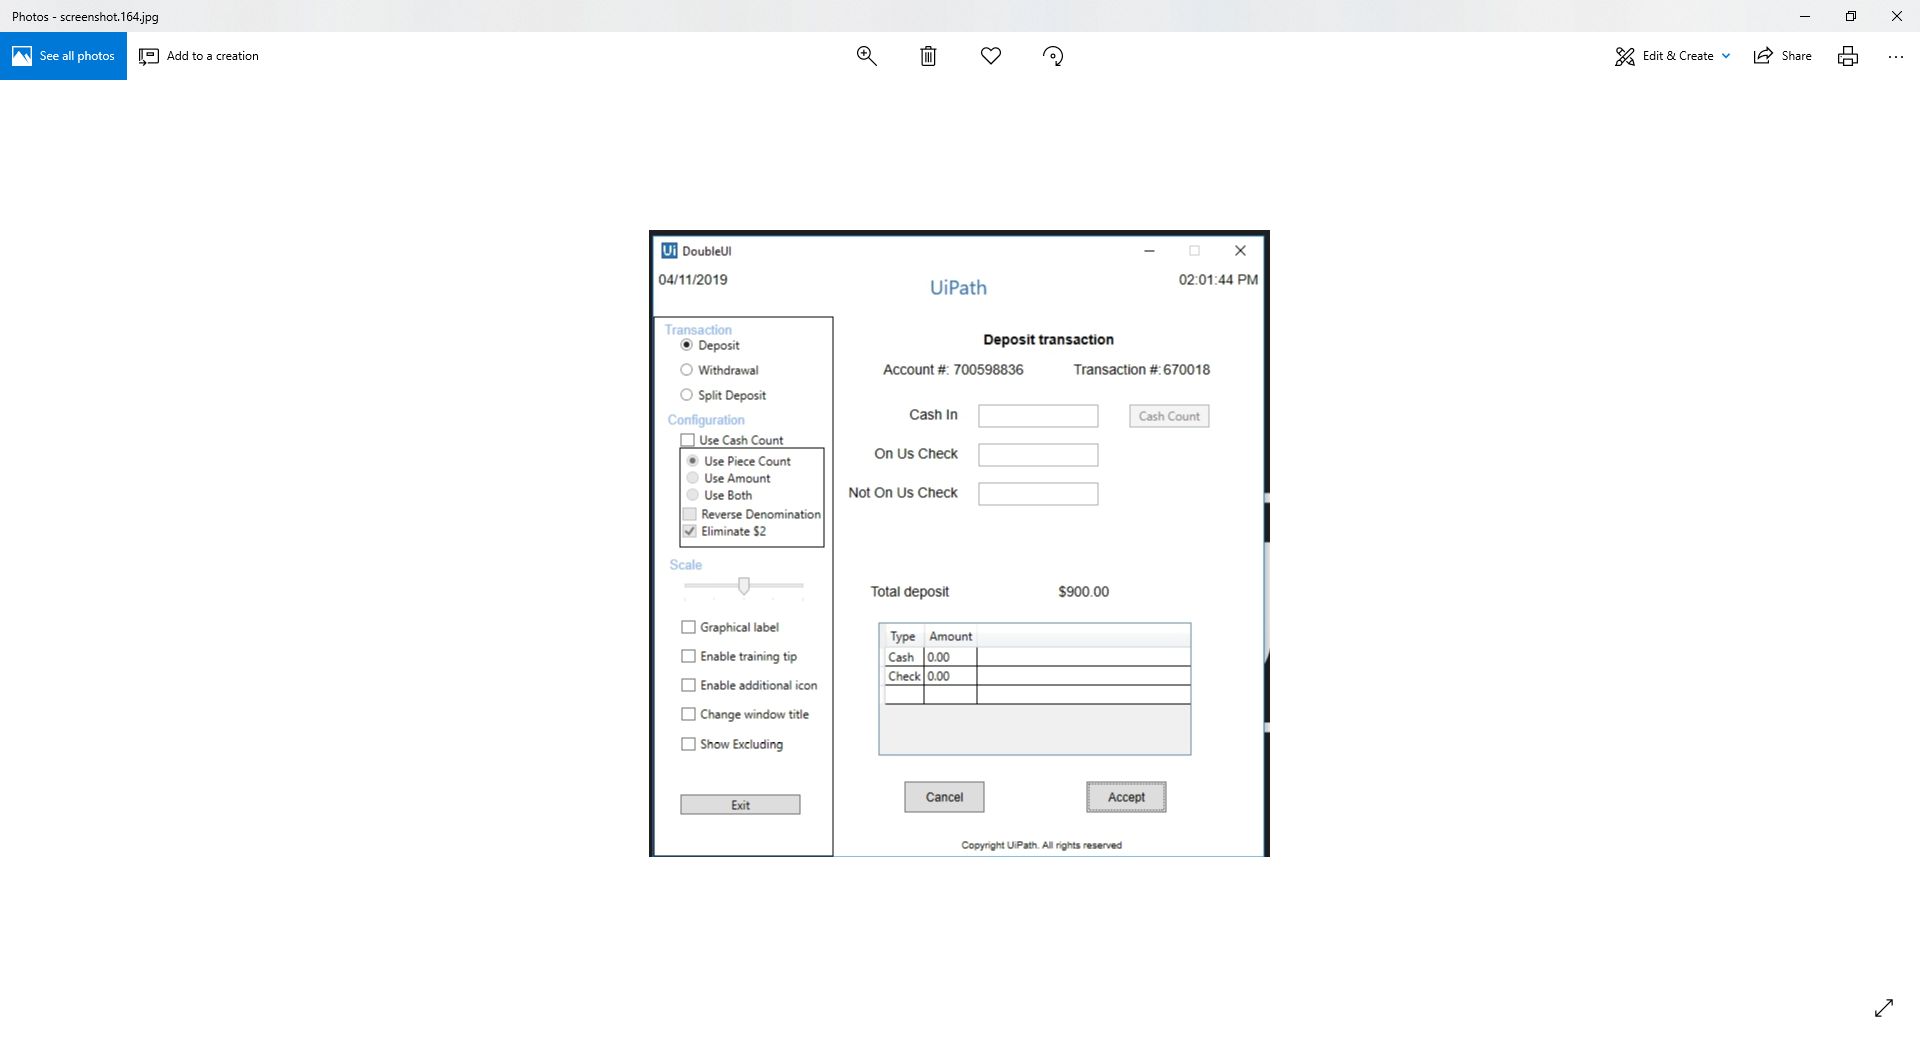 Photos - screenshot.164.jpg
See all photos
Add to a creation
Edit & Create
Share
Ui DoubleUI
04/11/2019
UiPath
02:01:44 PM
Transaction
Deposit
Withdrawal
Split Deposit
Configuration
Use Cash Count
Use Piece Count
Use Amount
Use Both
Reverse Denomination
Eliminate $2
Scale
Graphical label
Enable training tip
Enable additional icon
Change window title
Show Excluding
Exit
Deposit transaction
Account #: 700598836 Transaction #: 670018
Cash In Cash Count
On Us Check
Not On Us Check
Total deposit $900.00
Type Amount
Cash 0.00
Check 0.00
Cancel Accept
Copyright UiPath. All rights reserved